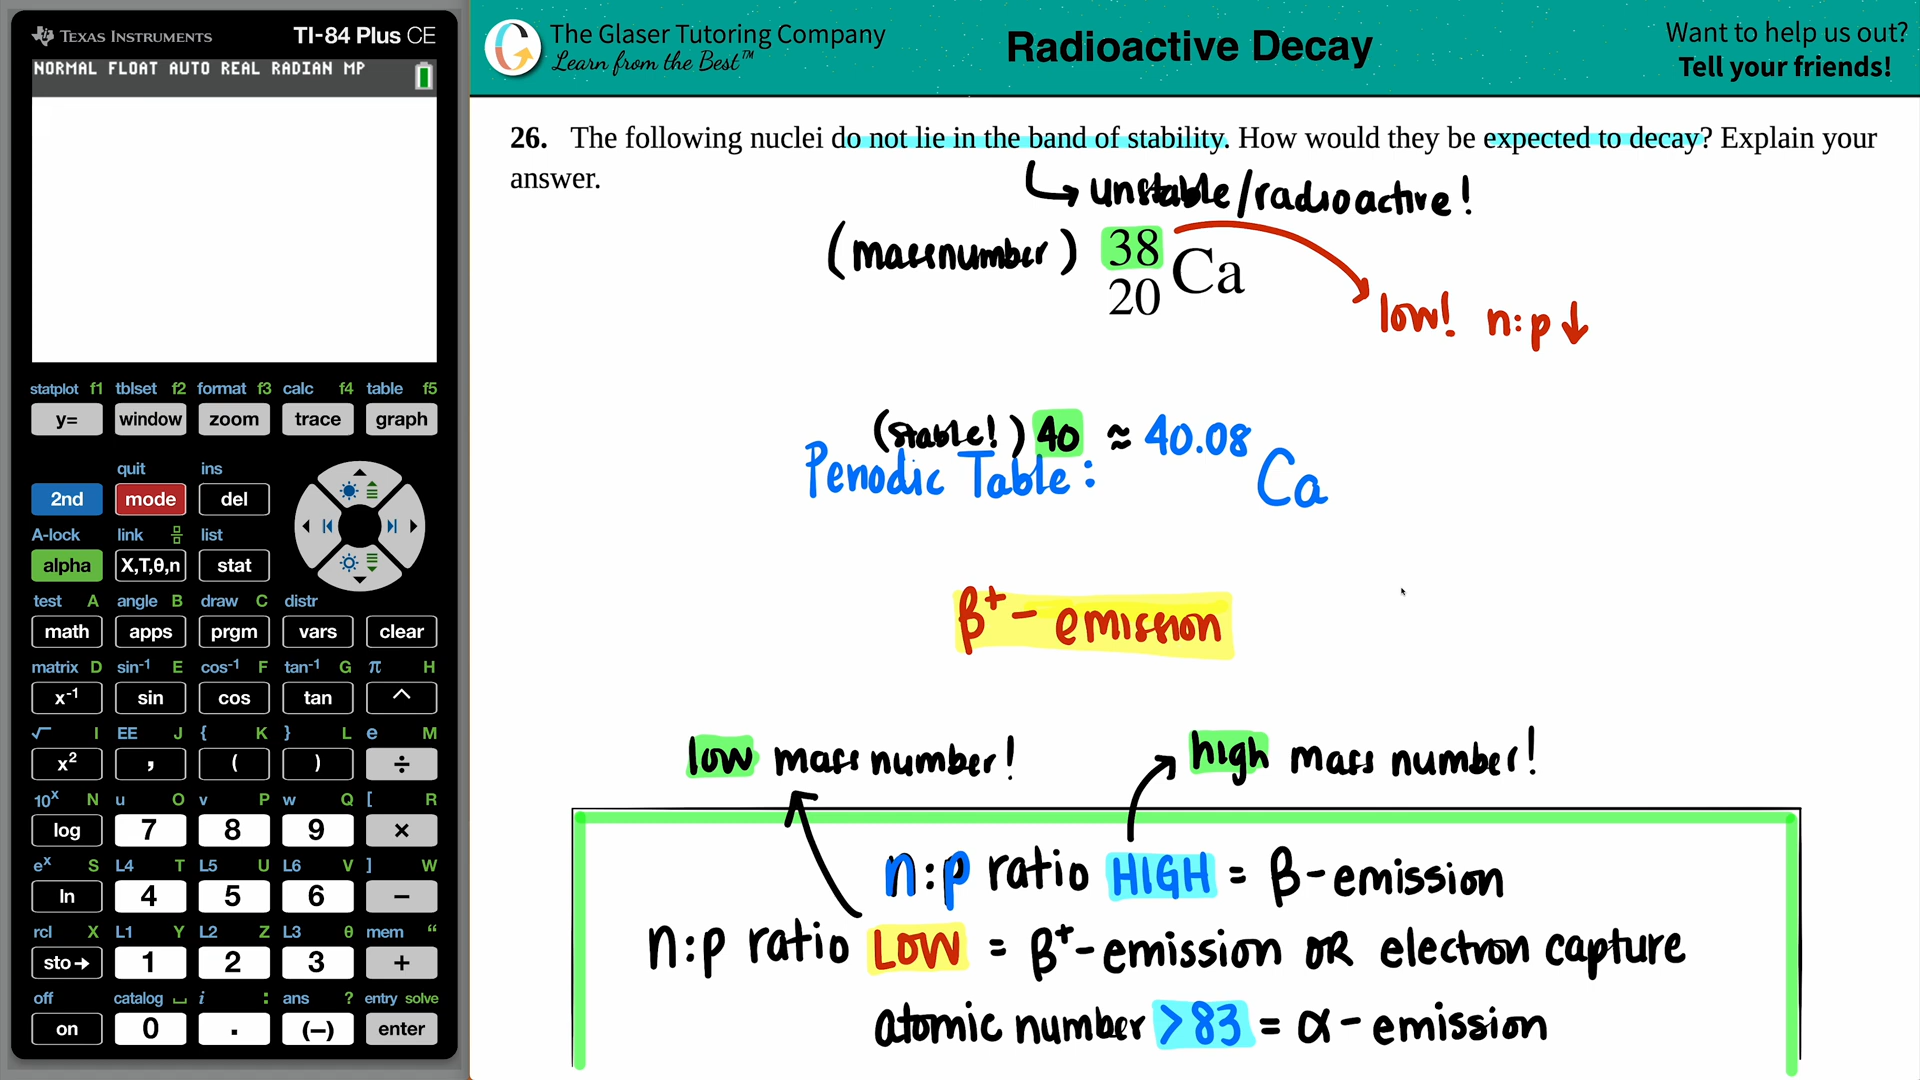 TEXAS INSTRUMENTS TI-84 Plus CE
NORMAL FLOAT AUTO REAL RADIAN MP
statplot f1 tblset f2 format f3 calc f4 table f5
y= window zoom trace graph
quit ins
2nd mode del
A-lock link list
alpha X,T,θ,n stat
test A angle B draw C distr
math apps prgm vars clear
matrix D sin-1 E cos-1 F tan-1 G π H
x-1 sin cos tan ^
√ I EE J { K } L e M
x² , ( ) ÷
10x N u O v P w Q [ R
log 7 8 9 ×
ex S L4 T L5 U L6 V ] W
ln 4 5 6 −
rcl X L1 Y L2 Z L3 θ mem “
sto→ 1 2 3 +
off catalog ⎵ i : ans ? entry solve
on 0 . (−) enter
The Glaser Tutoring Company
Learn from the Best™
Radioactive Decay
Want to help us out?
Tell your friends!
26. The following nuclei do not lie in the band of stability. How would they be expected to decay? Explain your
answer.
unstable/radioactive!
(mass number) 38
20 Ca
low! n:p ↓
(stable!) 40 ≈ 40.08
Periodic Table: Ca
β+ - emission
low mass number! high mass number!
n:p ratio HIGH = β-emission
n:p ratio LOW = β+-emission OR electron capture
atomic number >83 = α-emission